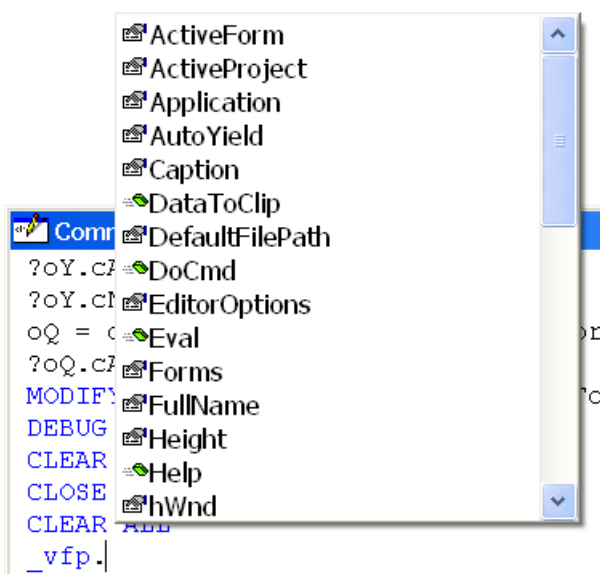 ActiveForm
ActiveProject
Application
AutoYield
Caption
DataToClip
DefaultFilePath
DoCmd
EditorOptions
Eval
Forms
FullName
Height
Help
hWnd
?oY.
?oY.
oQ =
?oQ.
MODIFY
DEBUG
CLEAR
CLOSE
CLEAR ALL
_vfp.